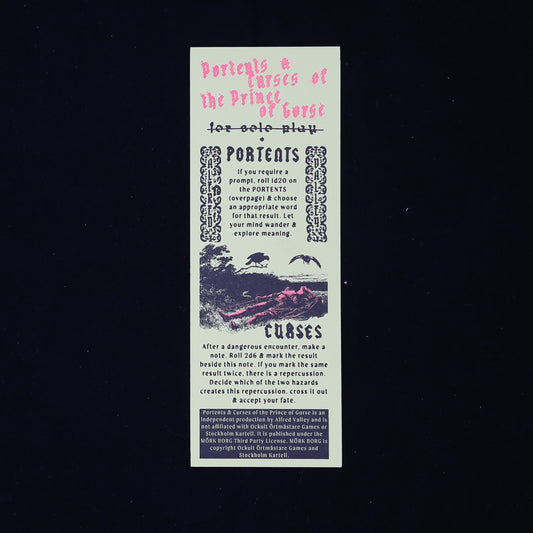 Portents &
Curses of
the Prince
of Gorse
for solo play
PORTENTS
ALFRED
VALLEY
If you require a
prompt, roll 1d20 on
the PORTENTS
(overpage) & choose
an appropriate word
for that result. Let
your mind wander &
explore meaning.
CURSES
After a dangerous encounter, make a
note. Roll 2d6 & mark the result
beside this note. If you mark the same
result twice, there is a repercussion.
Decide which of the two hazards
creates this repercussion, cross it out
& accept your fate.
Portents & Curses of the Prince of Gorse is an
independent production by Alfred Valley and is
not affiliated with Ockult Örtmästare Games or
Stockholm Kartell. It is published under the
MÖRK BORG Third Party License. MÖRK BORG is
copyright Ockult Örtmästare Games and
Stockholm Kartell.